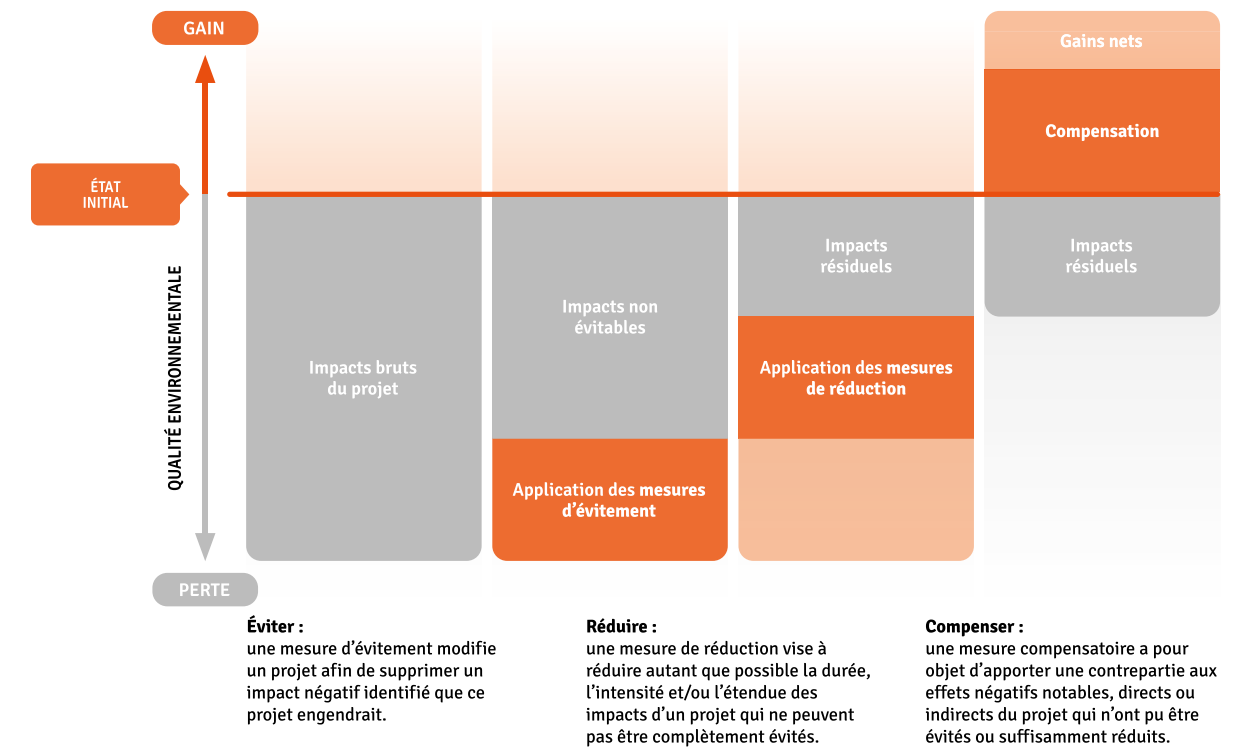 GAIN
ÉTAT
INITIAL
QUALITÉ ENVIRONNEMENTALE
PERTE
Impacts bruts
du projet
Impacts non
évitables
Application des mesures
d’évitement
Impacts
résiduels
Application des mesures
de réduction
Gains nets
Compensation
Impacts
résiduels
Éviter :
une mesure d’évitement modifie
un projet afin de supprimer un
impact négatif identifié que ce
projet engendrait.
Réduire :
une mesure de réduction vise à
réduire autant que possible la durée,
l’intensité et/ou l’étendue des
impacts d’un projet qui ne peuvent
pas être complètement évités.
Compenser :
une mesure compensatoire a pour
objet d’apporter une contrepartie aux
effets négatifs notables, directs ou
indirects du projet qui n’ont pu être
évités ou suffisamment réduits.